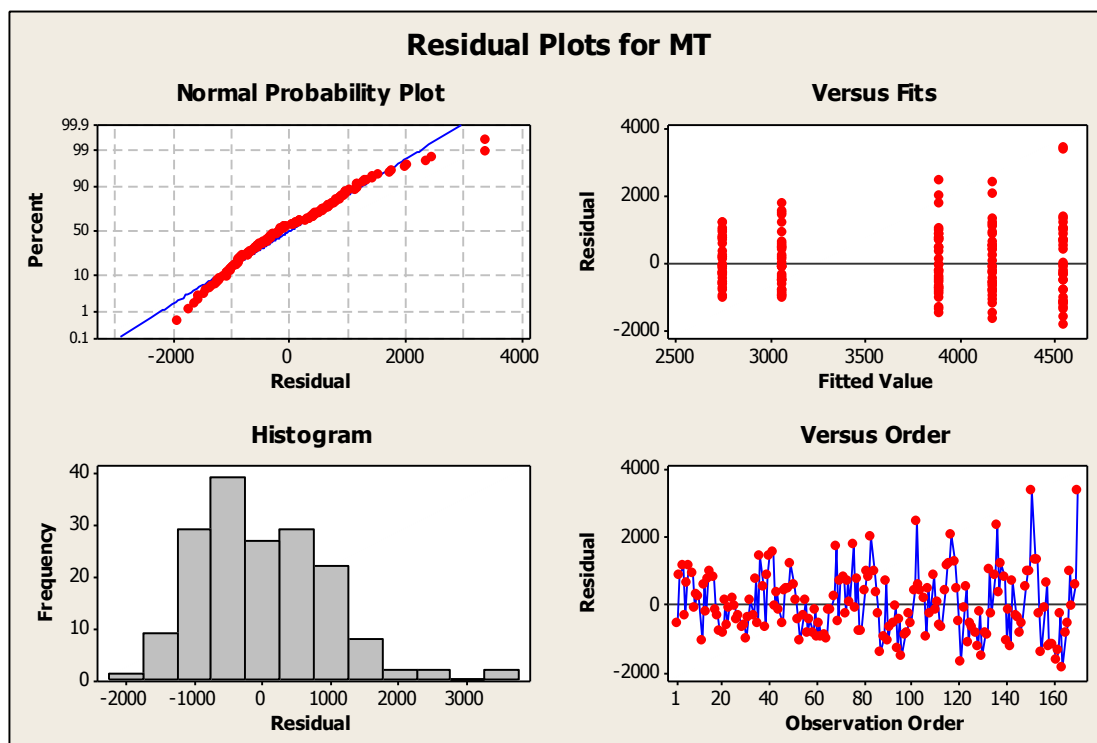 Residual Plots for MT
Normal Probability Plot
99.9
99
90
50
10
1
0.1
Percent
-2000 0 2000 4000
Residual
Versus Fits
4000
2000
0
-2000
Residual
2500 3000 3500 4000 4500
Fitted Value
Histogram
40
30
20
10
0
Frequency
-2000 -1000 0 1000 2000 3000
Residual
Versus Order
4000
2000
0
-2000
Residual
1 20 40 60 80 100 120 140 160
Observation Order